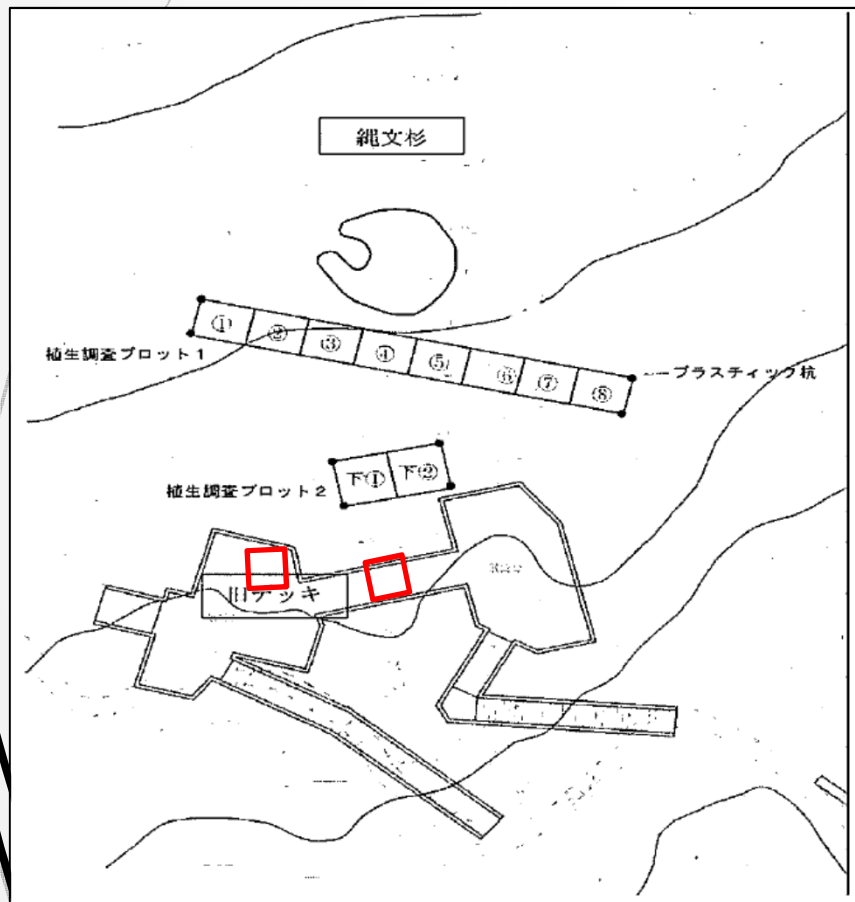 縄文杉
① ② ③ ④ ⑤ ⑥ ⑦ ⑧
植生調査プロット1
プラスティック杭
下① 下②
植生調査プロット2
旧デッキ